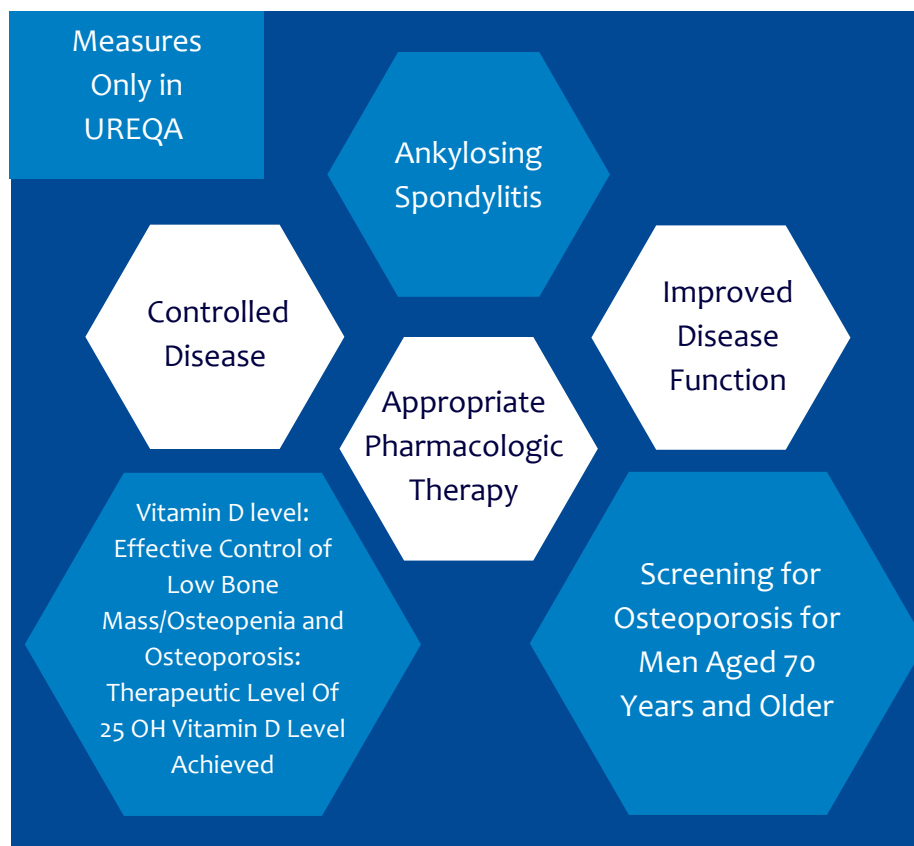 Measures
Only in
UREQA
Ankylosing
Spondylitis
Controlled
Disease
Improved
Disease
Function
Appropriate
Pharmacologic
Therapy
Vitamin D level:
Effective Control of
Low Bone
Mass/Osteopenia and
Osteoporosis:
Therapeutic Level Of
25 OH Vitamin D Level
Achieved
Screening for
Osteoporosis for
Men Aged 70
Years and Older